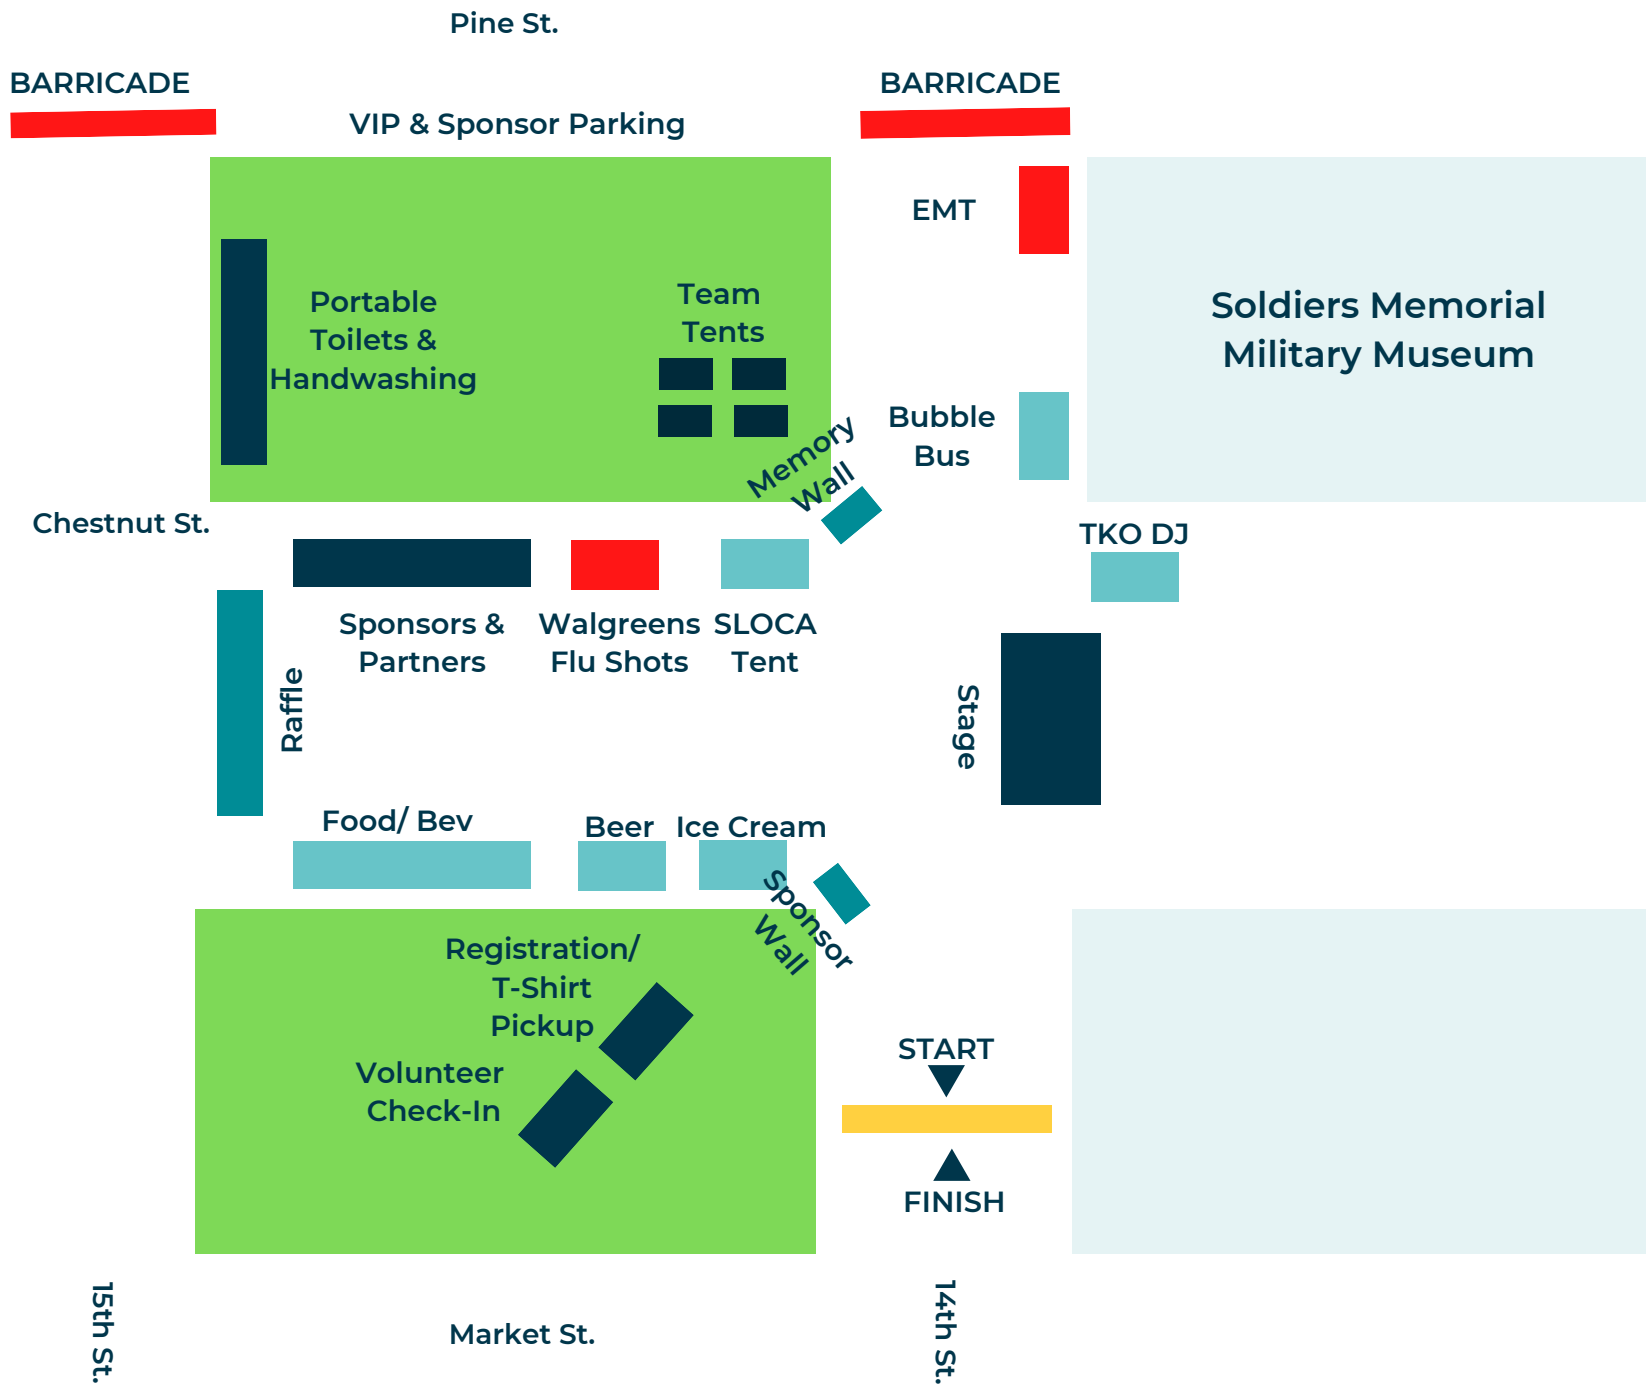 Pine St.
BARRICADE
BARRICADE
VIP & Sponsor Parking
EMT
Portable
Toilets &
Handwashing
Team
Tents
Soldiers Memorial
Military Museum
Memory
Wall
Bubble
Bus
Chestnut St.
TKO DJ
Sponsors &
Partners
Walgreens
Flu Shots
SLOCA
Tent
Raffle
Stage
Food/ Bev
Beer
Ice Cream
Sponsor
Wall
Registration/
T-Shirt
Pickup
Volunteer
Check-In
START
FINISH
15th St.
Market St.
14th St.